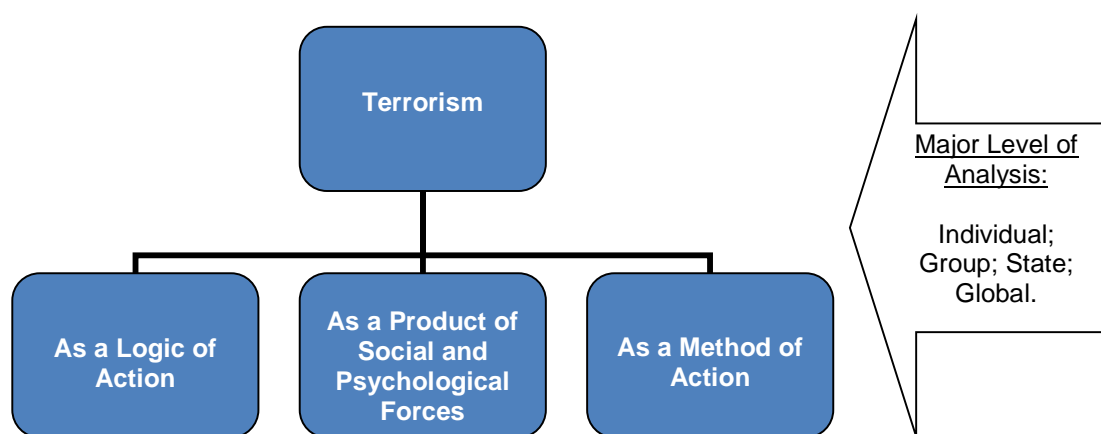 Terrorism
As a Logic of
Action
As a Product of
Social and
Psychological
Forces
As a Method of
Action
Major Level of
Analysis:
Individual;
Group; State;
Global.